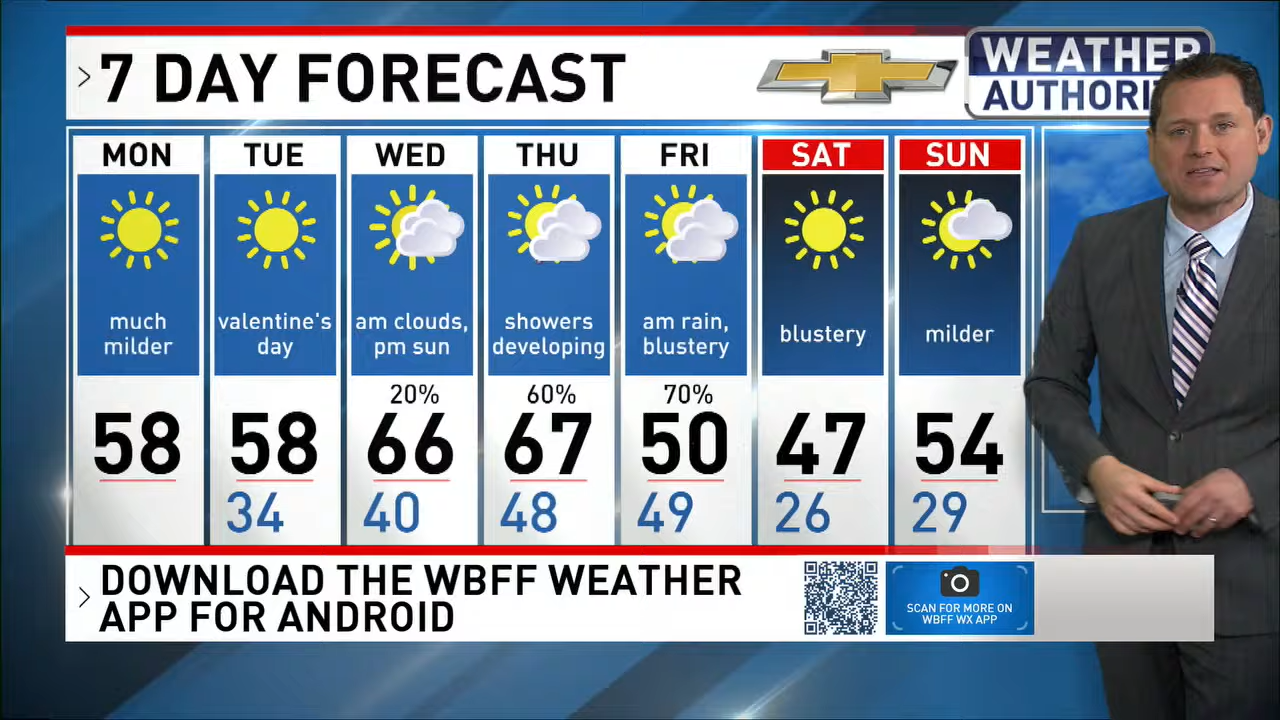 7 DAY FORECAST
WEATHER
MON
TUE
WED
THU
FRI
SAT
SUN
much
milder
valentine's
day
am clouds,
pm sun
showers
developing
am rain,
blustery
blustery
milder
20%
60%
70%
58
58
66
67
50
47
54
34
40
48
49
26
29
DOWNLOAD THE WBFF WEATHER
APP FOR ANDROID
SCAN FOR MORE ON
WBFF WX APP